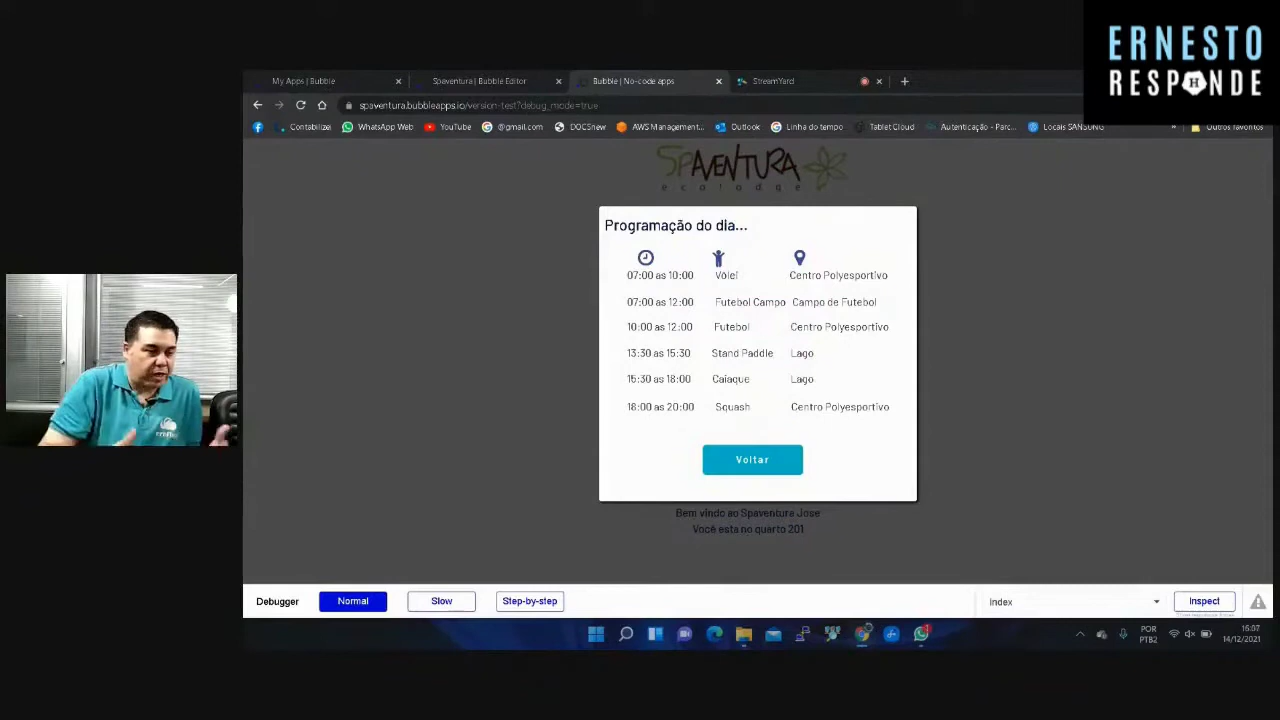 ERNESTO
RESPONDE
My Apps | Bubble
Spaventura | Bubble Editor
Bubble | No-code apps
StreamYard
spaventura.bubbleapps.io/version-test?debug_mode=true
Contabilizei
WhatsApp Web
YouTube
@gmail.com
DOCSnew
AWS Management...
Outlook
Linha do tempo
Tablet Cloud
Autenticação - Parc...
Locais SANSUNG
»
Outros favoritos
SPAVENTURA
ecolodge
Programação do dia...
07:00 as 10:00 Vôlei Centro Polyesportivo
07:00 as 12:00 Futebol Campo Campo de Futebol
10:00 as 12:00 Futebol Centro Polyesportivo
13:30 as 15:30 Stand Paddle Lago
15:30 as 18:00 Caiaque Lago
18:00 as 20:00 Squash Centro Polyesportivo
Voltar
Bem vindo ao Spaventura Jose
Você esta no quarto 201
Debugger Normal Slow Step-by-step Index Inspect
POR
PTB2
16:07
14/12/2021